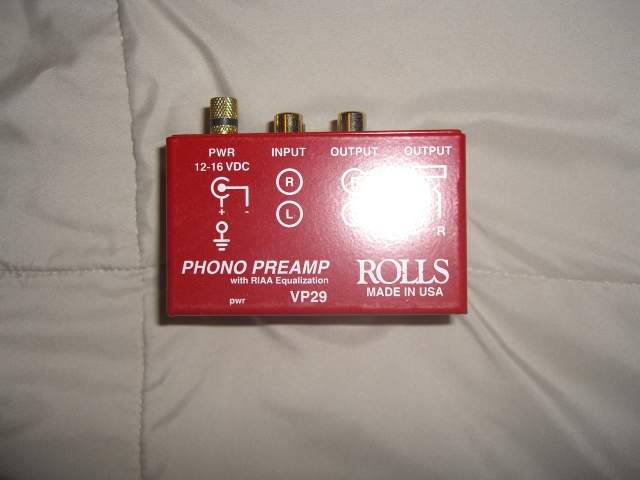 PWR INPUT OUTPUT OUTPUT
12-16 VDC
R
L
+ -
R
PHONO PREAMP
with RIAA Equalization
ROLLS
MADE IN USA
pwr VP29